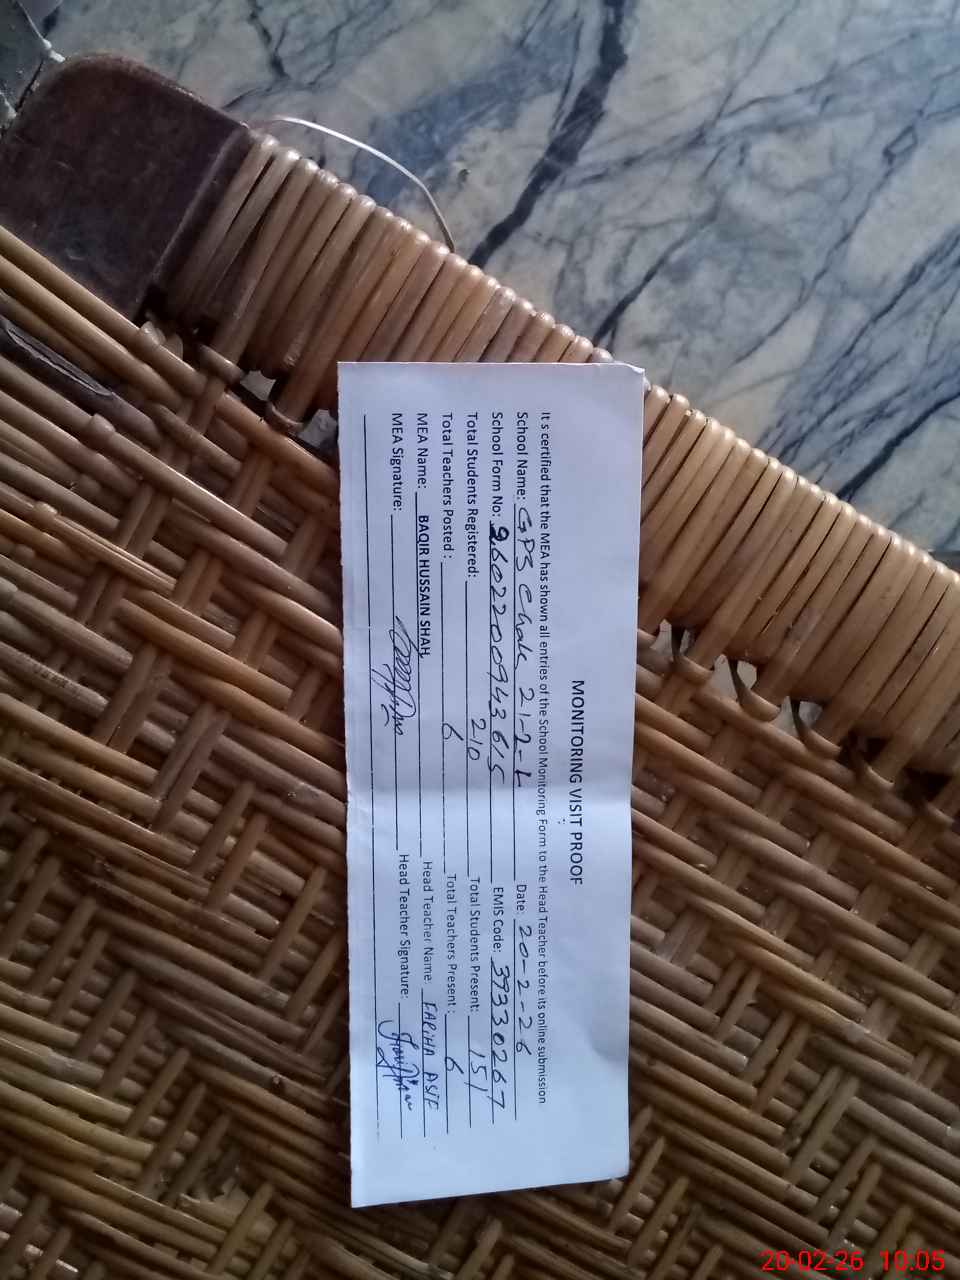 MONITORING VISIT PROOF
It s certified that the MEA has shown all entries of the School Monitoring Form to the Head Teacher before its online submission
School Name: GPS Chak 21-2-L Date: 20-2-26
School Form No: 2602200943615 EMIS Code: 39330267
Total Students Registered: 210 Total Students Present: 151
Total Teachers Posted : 6 Total Teachers Present : 6
MEA Name: BAQIR HUSSAIN SHAH Head Teacher Name FARIHA ASIF
MEA Signature: Head Teacher Signature:
20-02-26 10.05